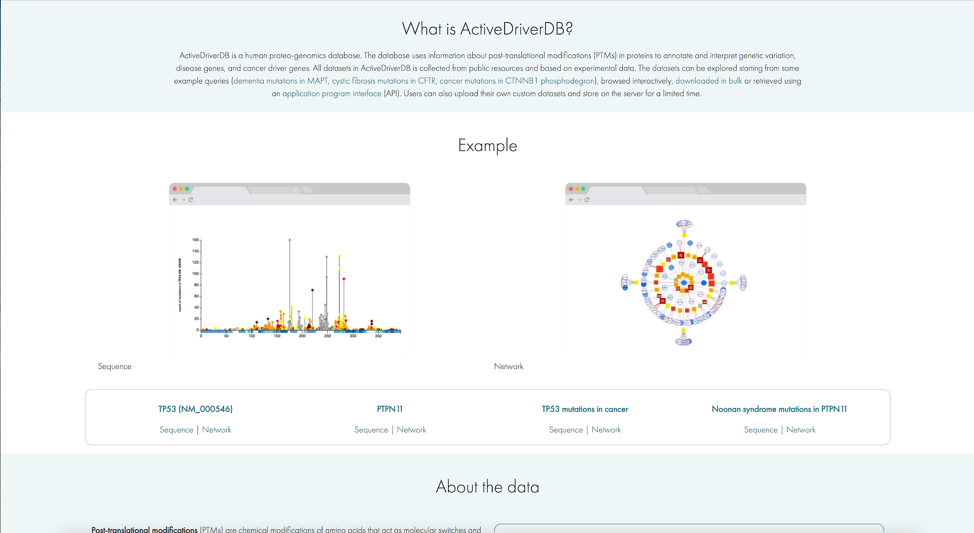 What is ActiveDriverDB?
ActiveDriverDB is a human proteo-genomics database. The database uses information about post-translational modifications (PTMs) in proteins to annotate and interpret genetic variation,
disease genes, and cancer driver genes. All datasets in ActiveDriverDB is collected from public resources and based on experimental data. The datasets can be explored starting from some
example queries (dementia mutations in MAPT, cystic fibrosis mutations in CFTR, cancer mutations in CTNNB1 phosphodegron), browsed interactively, downloaded in bulk or retrieved using
an application program interface (API). Users can also upload their own custom datasets and store on the server for a limited time.
Example
160
140
120
100
80
60
40
20
0
0 50 100 150 200 250 300 350
Sequence
Network
TP53 (NM_000546) PTPN11 TP53 mutations in cancer Noonan syndrome mutations in PTPN11
Sequence | Network Sequence | Network Sequence | Network Sequence | Network
About the data
Post-translational modifications (PTMs) are chemical modifications of amino acids that act as molecular switches and